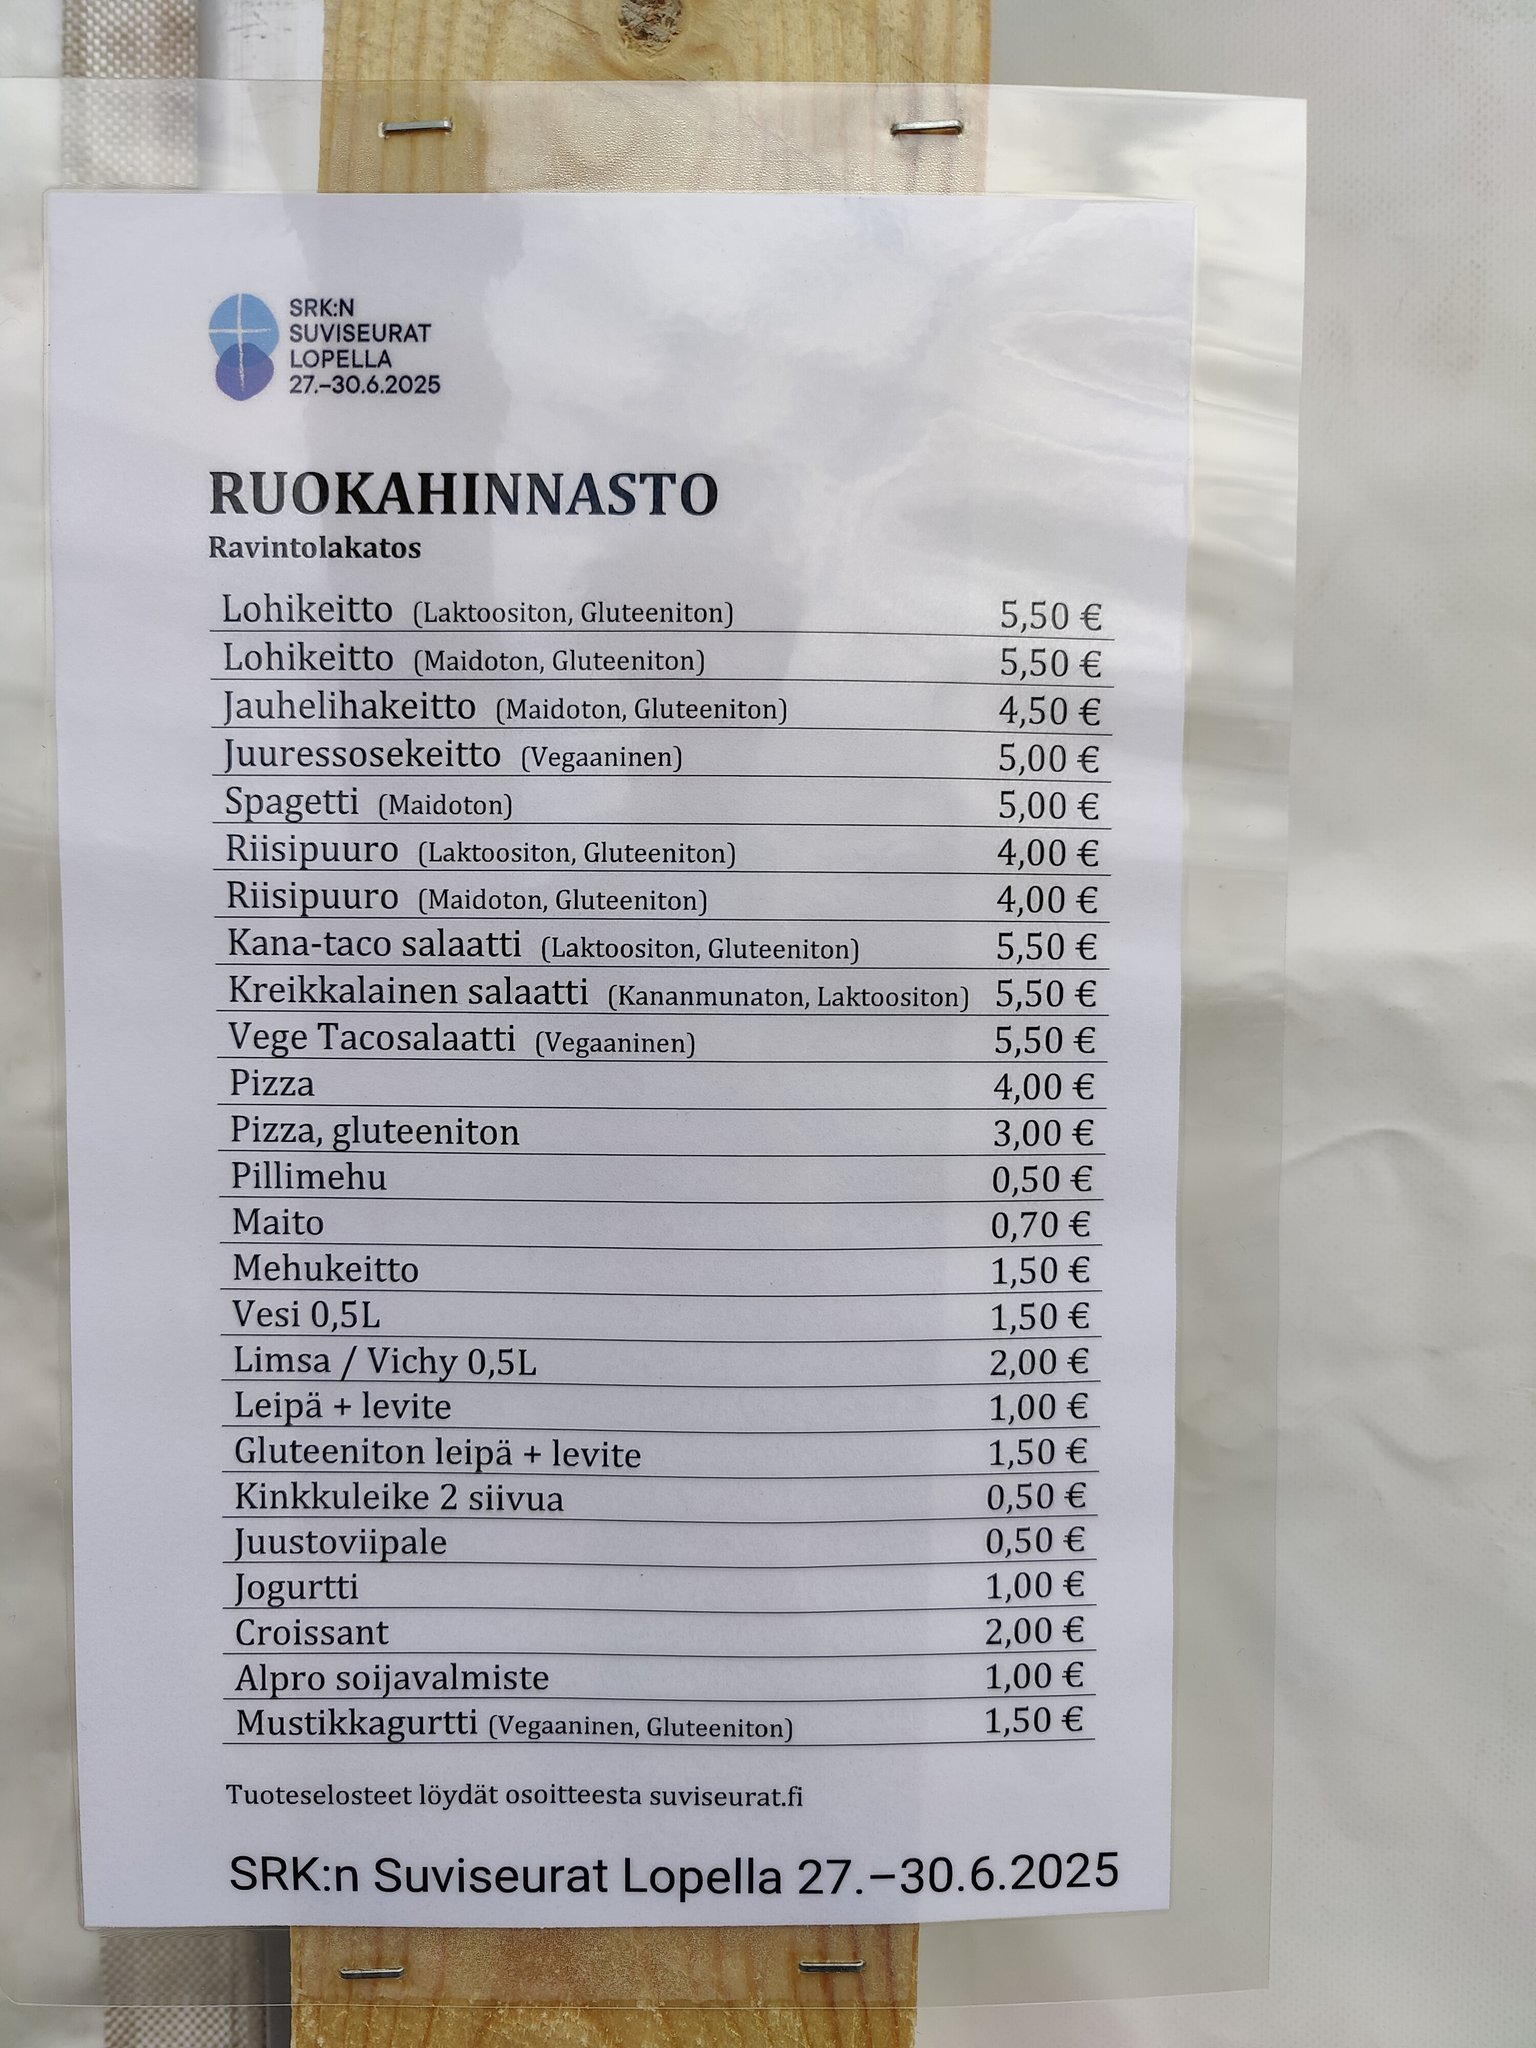 SRK:N
SUVISEURAT
LOPELLA
27.–30.6.2025
RUOKAHINNASTO
Ravintolakatos
Lohikeitto (Laktoositon, Gluteeniton) 5,50 €
Lohikeitto (Maidoton, Gluteeniton) 5,50 €
Jauhelihakeitto (Maidoton, Gluteeniton) 4,50 €
Juuressosekeitto (Vegaaninen) 5,00 €
Spagetti (Maidoton) 5,00 €
Riisipuuro (Laktoositon, Gluteeniton) 4,00 €
Riisipuuro (Maidoton, Gluteeniton) 4,00 €
Kana-taco salaatti (Laktoositon, Gluteeniton) 5,50 €
Kreikkalainen salaatti (Kananmunaton, Laktoositon) 5,50 €
Vege Tacosalaatti (Vegaaninen) 5,50 €
Pizza 4,00 €
Pizza, gluteeniton 3,00 €
Pillimehu 0,50 €
Maito 0,70 €
Mehukeitto 1,50 €
Vesi 0,5L 1,50 €
Limsa / Vichy 0,5L 2,00 €
Leipä + levite 1,00 €
Gluteeniton leipä + levite 1,50 €
Kinkkuleike 2 siivua 0,50 €
Juustoviipale 0,50 €
Jogurtti 1,00 €
Croissant 2,00 €
Alpro soijavalmiste 1,00 €
Mustikkagurtti (Vegaaninen, Gluteeniton) 1,50 €
Tuoteselosteet löydät osoitteesta suviseurat.fi
SRK:n Suviseurat Lopella 27.–30.6.2025